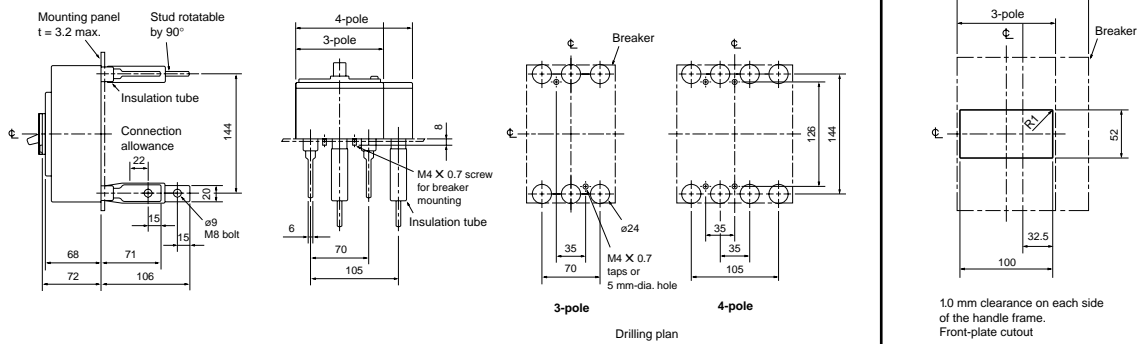 Mounting panel
t = 3.2 max.
Stud rotatable
by 90°
Insulation tube
℄
Connection
allowance
22
144
20
15
ø9
M8 bolt
15
68
71
72
106
4-pole
3-pole
8
M4 X 0.7 screw
for breaker
mounting
Insulation tube
6
70
105
℄
Breaker
℄
ø24
35
70
M4 X 0.7
taps or
5 mm-dia. hole
3-pole
℄
126
144
35
35
105
4-pole
Drilling plan
3-pole
℄
Breaker
℄
R1
52
32.5
100
1.0 mm clearance on each side
of the handle frame.
Front-plate cutout